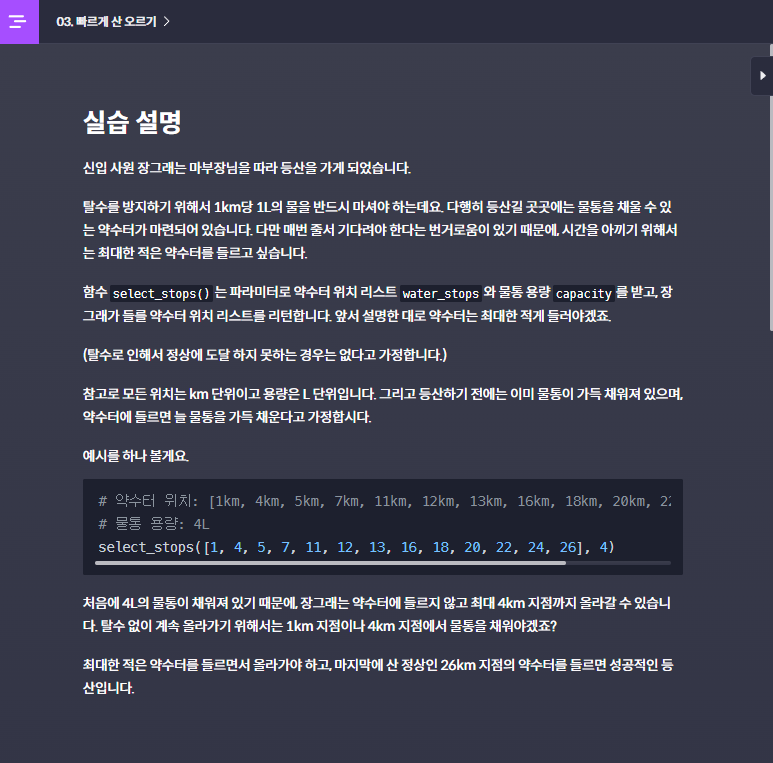 03. 빠르게 산 오르기
실습 설명
신입 사원 장그래는 마부장님을 따라 등산을 가게 되었습니다.
탈수를 방지하기 위해서 1km당 1L의 물을 반드시 마셔야 하는데요. 다행히 등산길 곳곳에는 물통을 채울 수 있
는 약수터가 마련되어 있습니다. 다만 매번 줄서 기다려야 한다는 번거로움이 있기 때문에, 시간을 아끼기 위해서
는 최대한 적은 약수터를 들르고 싶습니다.
함수 select_stops()는 파라미터로 약수터 위치 리스트 water_stops와 물통 용량 capacity를 받고, 장
그래가 들를 약수터 위치 리스트를 리턴합니다. 앞서 설명한 대로 약수터는 최대한 적게 들러야겠죠.
(탈수로 인해서 정상에 도달 하지 못하는 경우는 없다고 가정합니다.)
참고로 모든 위치는 km 단위이고 용량은 L 단위입니다. 그리고 등산하기 전에는 이미 물통이 가득 채워져 있으며,
약수터에 들르면 늘 물통을 가득 채운다고 가정합시다.
예시를 하나 볼게요.
# 약수터 위치: [1km, 4km, 5km, 7km, 11km, 12km, 13km, 16km, 18km, 20km, 22
# 물통 용량: 4L
select_stops([1, 4, 5, 7, 11, 12, 13, 16, 18, 20, 22, 24, 26], 4)
처음에 4L의 물통이 채워져 있기 때문에, 장그래는 약수터에 들르지 않고 최대 4km 지점까지 올라갈 수 있습니
다. 탈수 없이 계속 올라가기 위해서는 1km 지점이나 4km 지점에서 물통을 채워야겠죠?
최대한 적은 약수터를 들르면서 올라가야 하고, 마지막에 산 정상인 26km 지점의 약수터를 들르면 성공적인 등
산입니다.